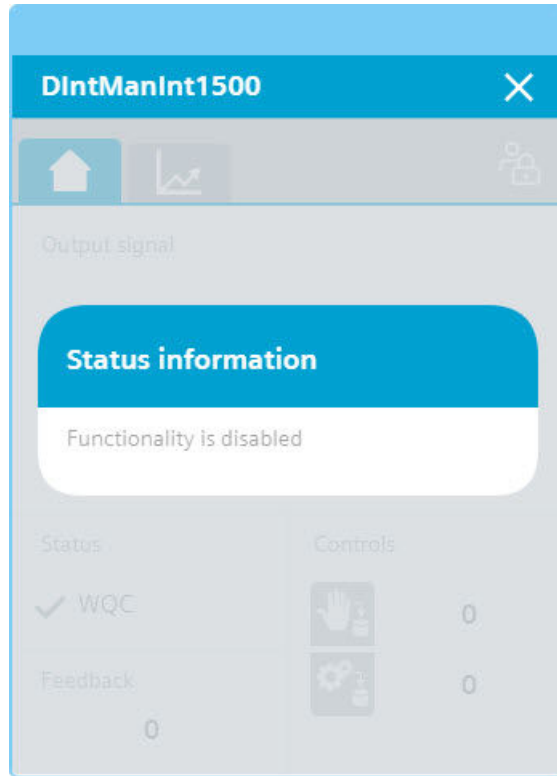 DIntManInt1500
Output signal
Status information
Functionality is disabled
Status
Controls
WQC
0
Feedback
0
0